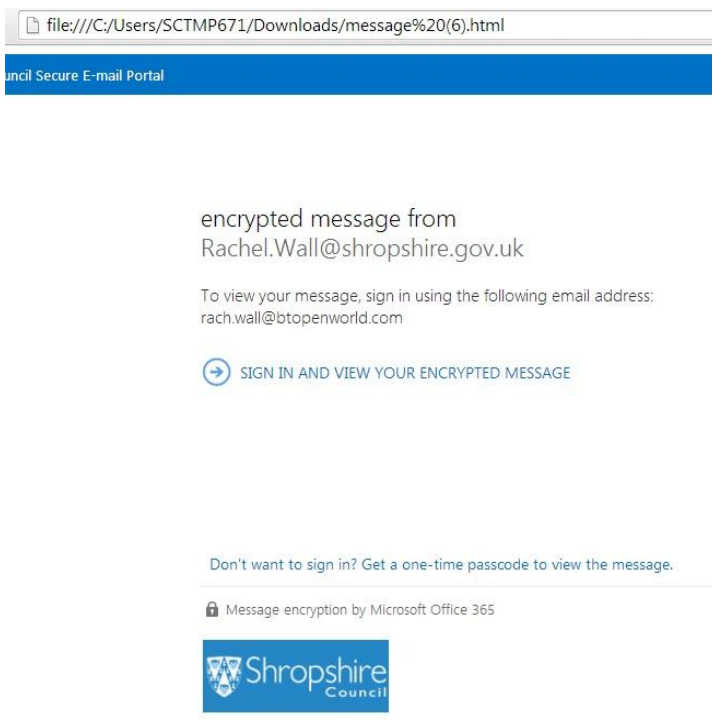 file:///C:/Users/SCTMP671/Downloads/message%20(6).html
uncil Secure E-mail Portal
encrypted message from
Rachel.Wall@shropshire.gov.uk
To view your message, sign in using the following email address:
rach.wall@btopenworld.com
SIGN IN AND VIEW YOUR ENCRYPTED MESSAGE
Don't want to sign in? Get a one-time passcode to view the message.
Message encryption by Microsoft Office 365
Shropshire
Council